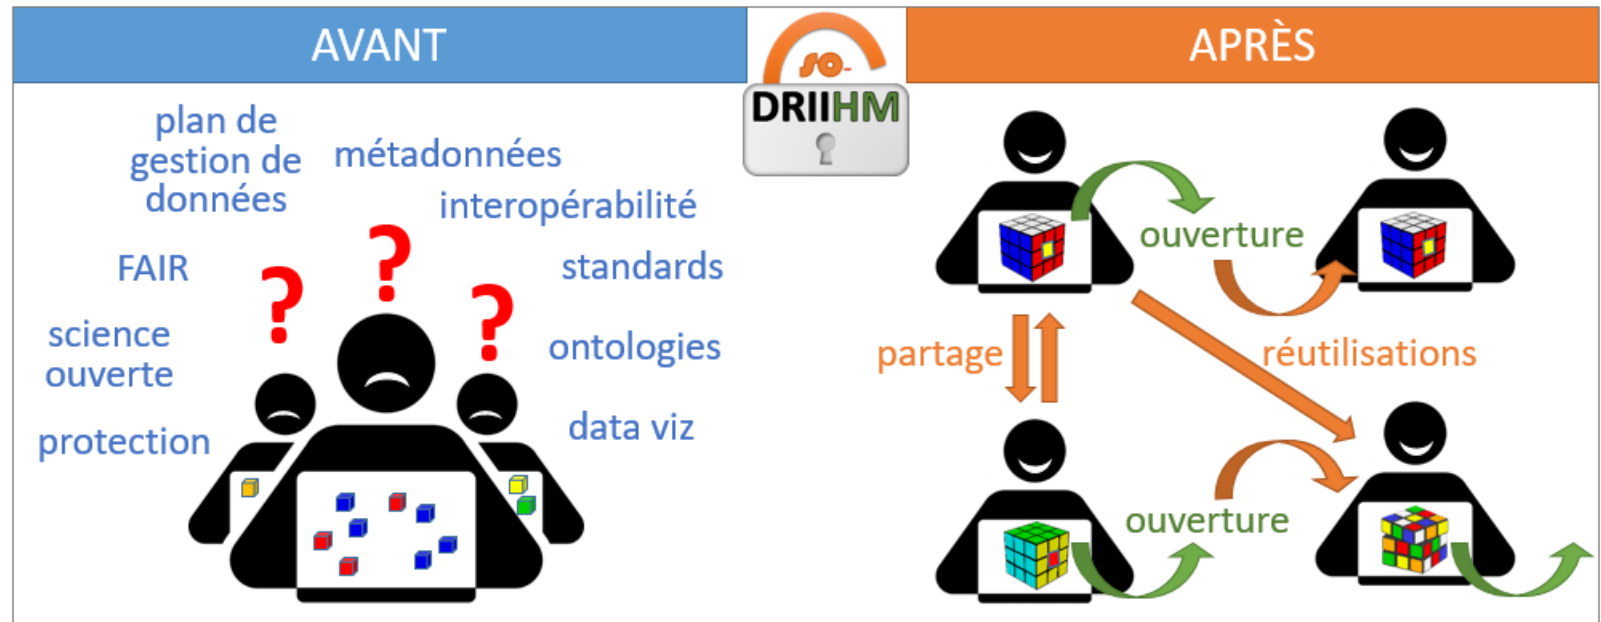 AVANT
SO-
DRIIHM
APRÈS
plan de
gestion de
données
métadonnées
interopérabilité
FAIR
standards
science
ouverte
ontologies
protection
data viz
?
?
?
ouverture
partage
réutilisations
ouverture